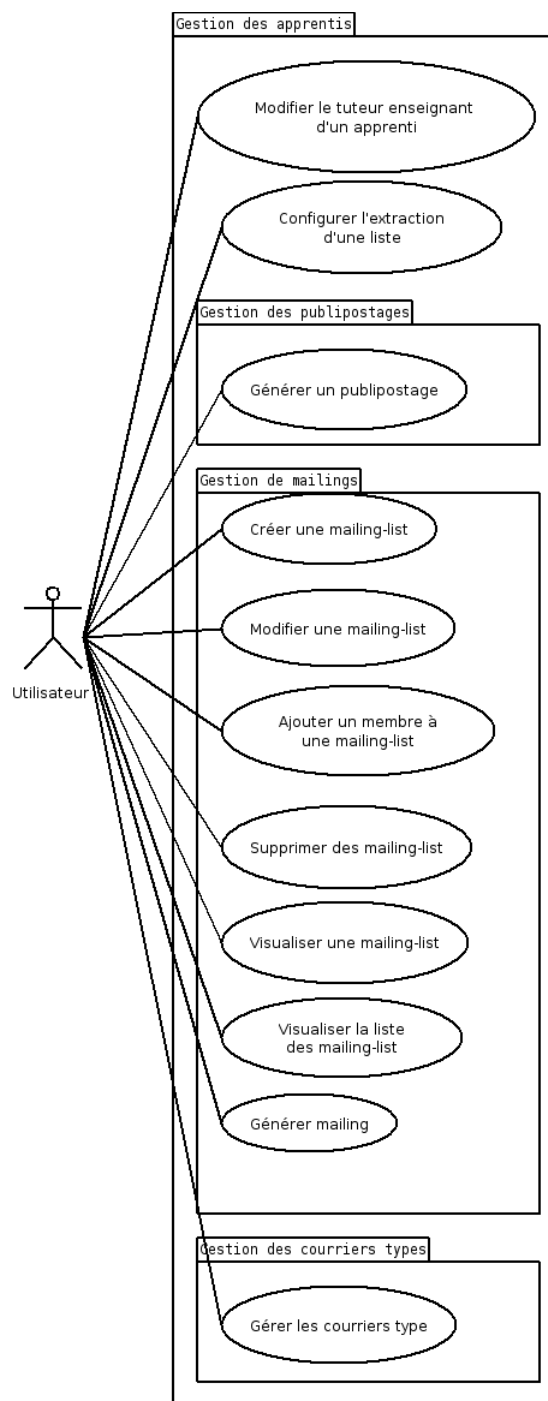 Gestion des apprentis
Modifier le tuteur enseignant
d'un apprenti
Configurer l'extraction
d'une liste
Gestion des publipostages
Générer un publipostage
Gestion de mailings
Créer une mailing-list
Modifier une mailing-list
Utilisateur
Ajouter un membre à
une mailing-list
Supprimer des mailing-list
Visualiser une mailing-list
Visualiser la liste
des mailing-list
Générer mailing
Gestion des courriers types
Gérer les courriers type